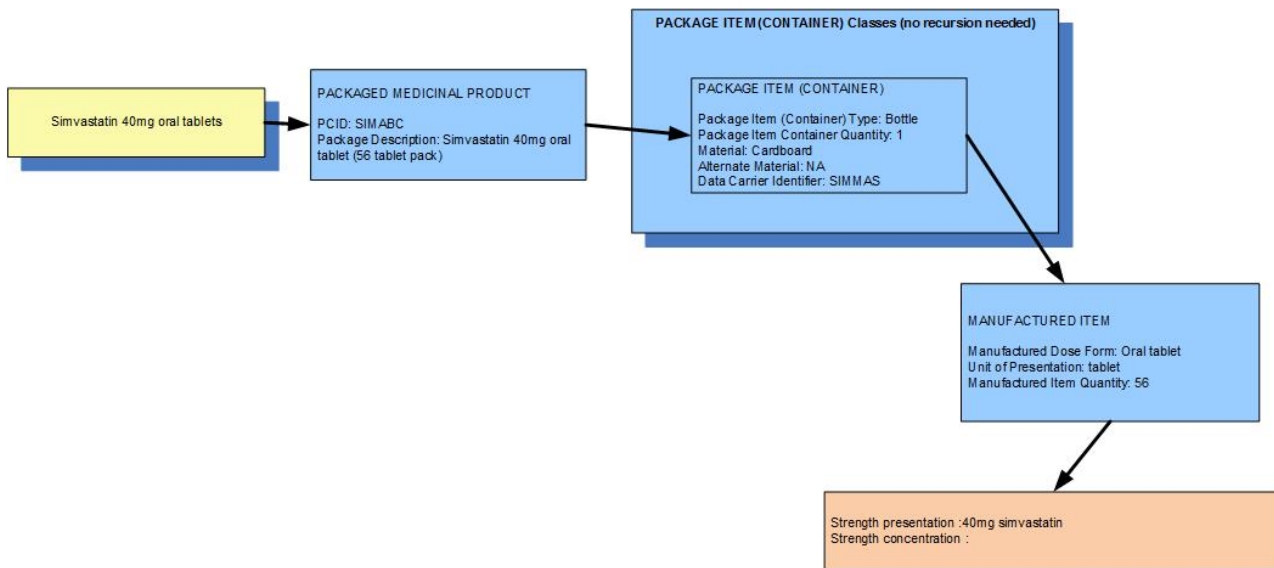 PACKAGE ITEM(CONTAINER) Classes (no recursion needed)
Simvastatin 40mg oral tablets
PACKAGED MEDICINAL PRODUCT
PCID: SIMABC
Package Description: Simvastatin 40mg oral
tablet (56 tablet pack)
PACKAGE ITEM (CONTAINER)
Package Item (Container) Type: Bottle
Package Item Container Quantity: 1
Material: Cardboard
Alternate Material: NA
Data Carrier Identifier: SIMMAS
MANUFACTURED ITEM
Manufactured Dose Form: Oral tablet
Unit of Presentation: tablet
Manufactured Item Quantity: 56
Strength presentation :40mg simvastatin
Strength concentration :